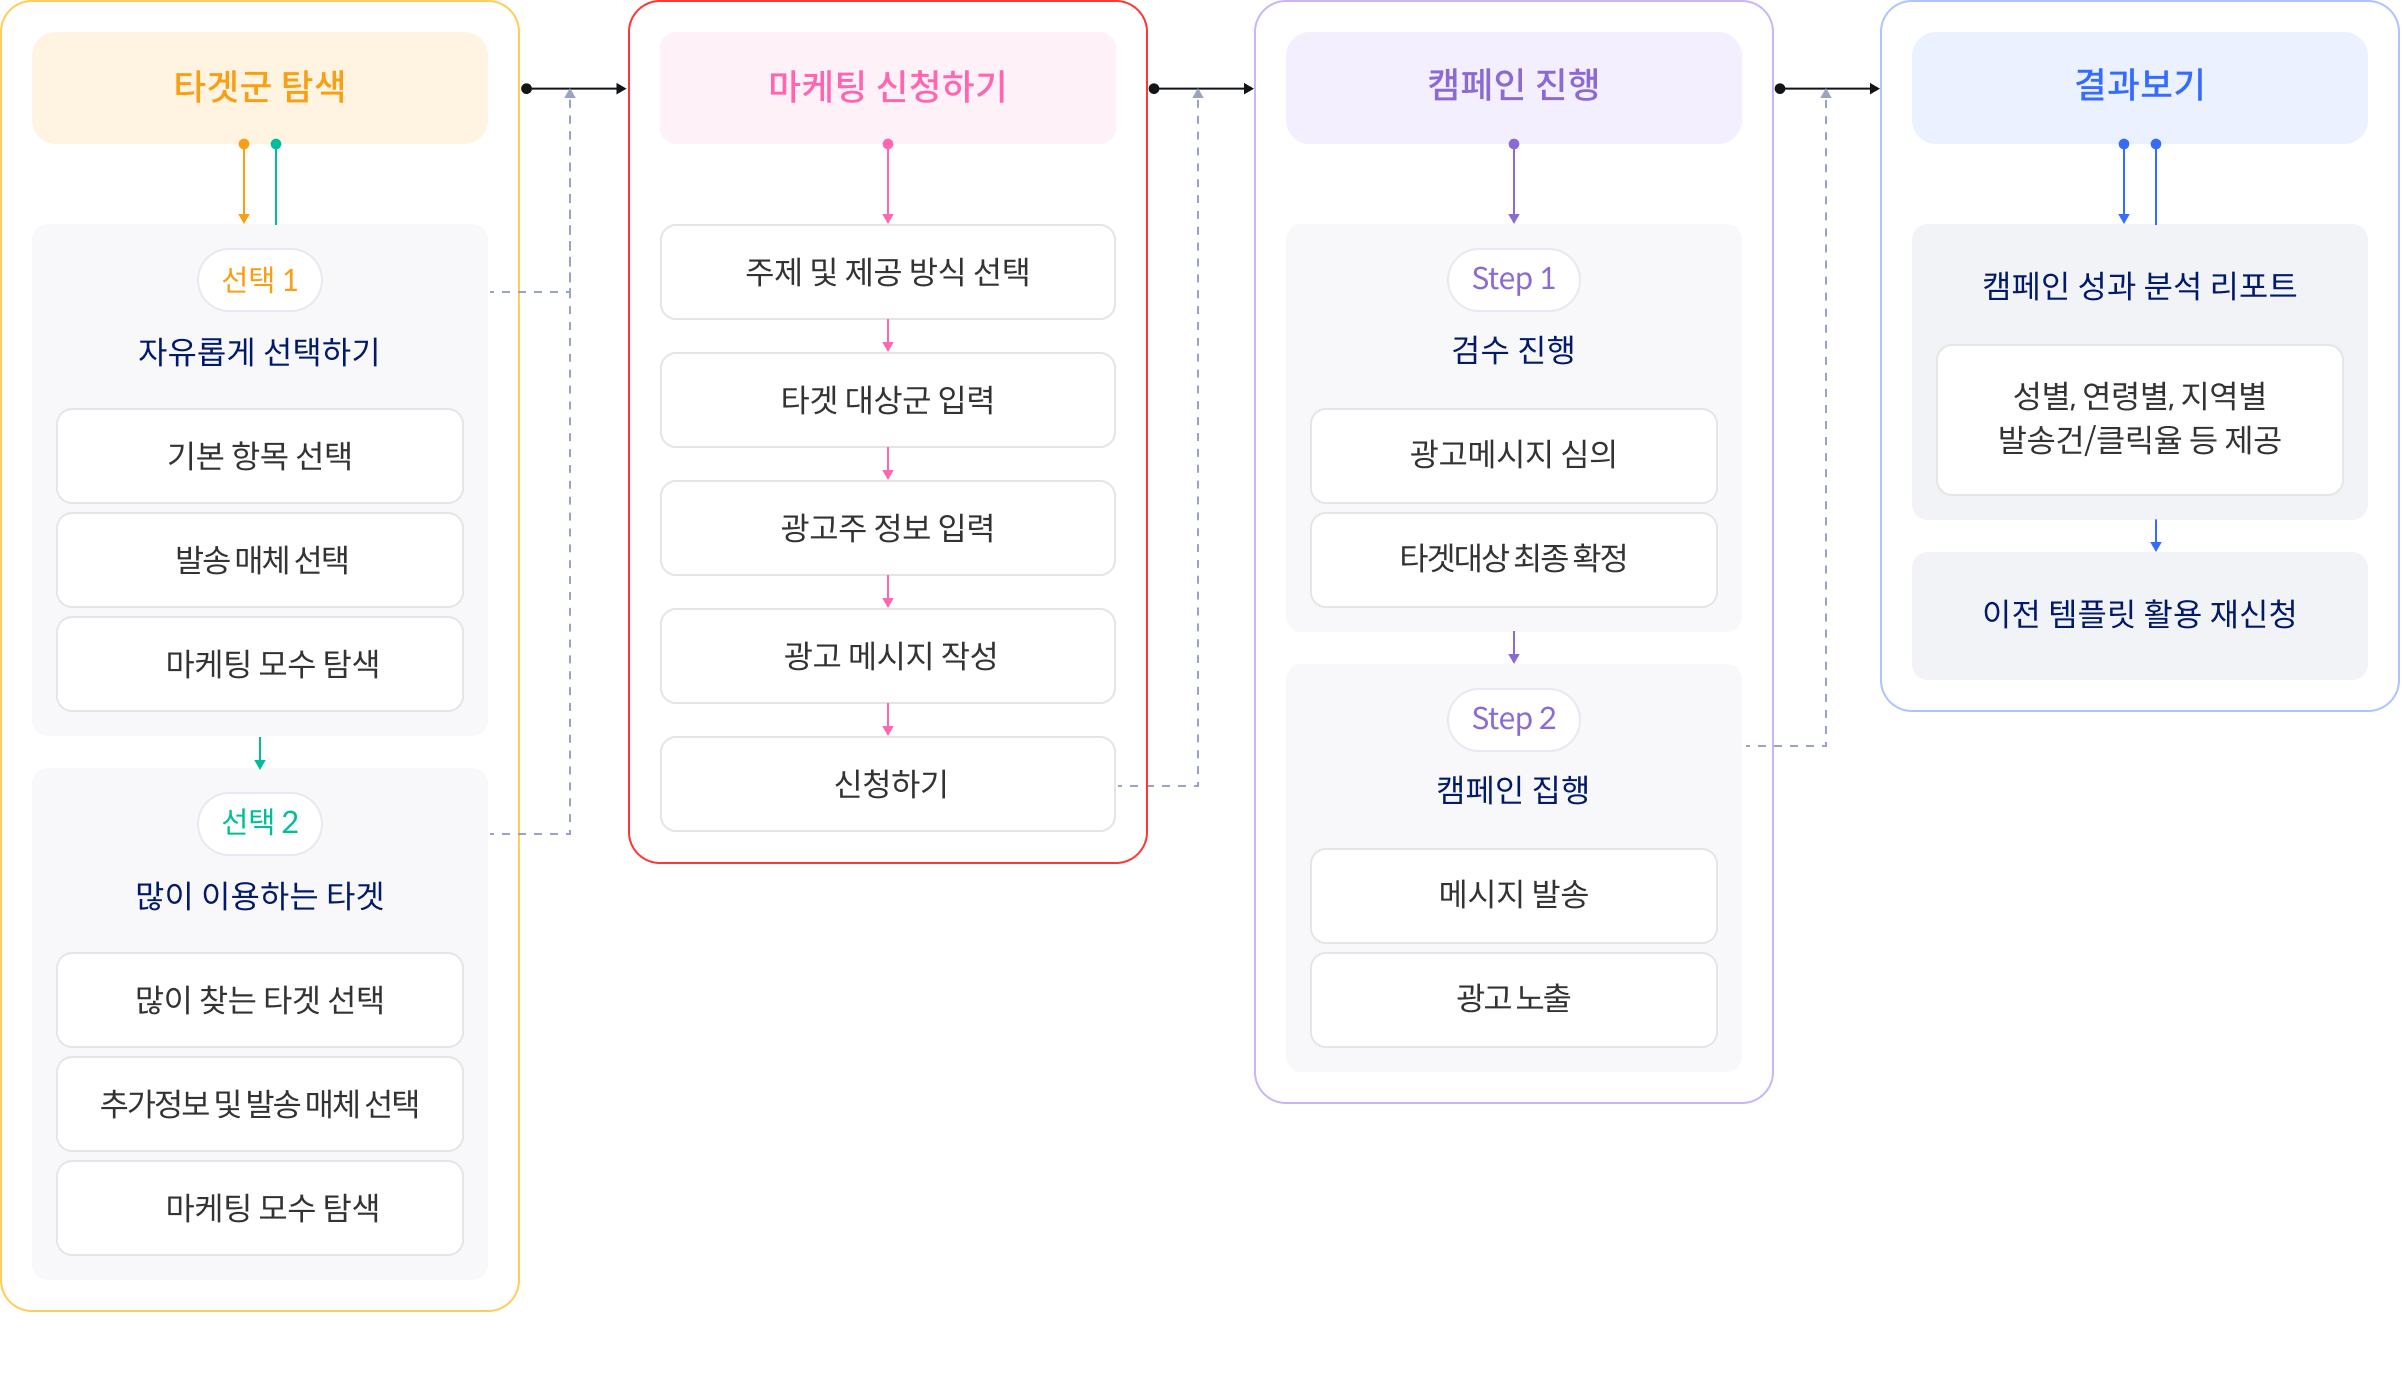 타겟군 탐색
선택 1
자유롭게 선택하기
기본 항목 선택
발송 매체 선택
마케팅 모수 탐색
선택 2
많이 이용하는 타겟
많이 찾는 타겟 선택
추가정보 및 발송 매체 선택
마케팅 모수 탐색
마케팅 신청하기
주제 및 제공 방식 선택
타겟 대상군 입력
광고주 정보 입력
광고 메시지 작성
신청하기
캠페인 진행
Step 1
검수 진행
광고메시지 심의
타겟대상 최종 확정
Step 2
캠페인 집행
메시지 발송
광고 노출
결과보기
캠페인 성과 분석 리포트
성별, 연령별, 지역별
발송건/클릭율 등 제공
이전 템플릿 활용 재신청